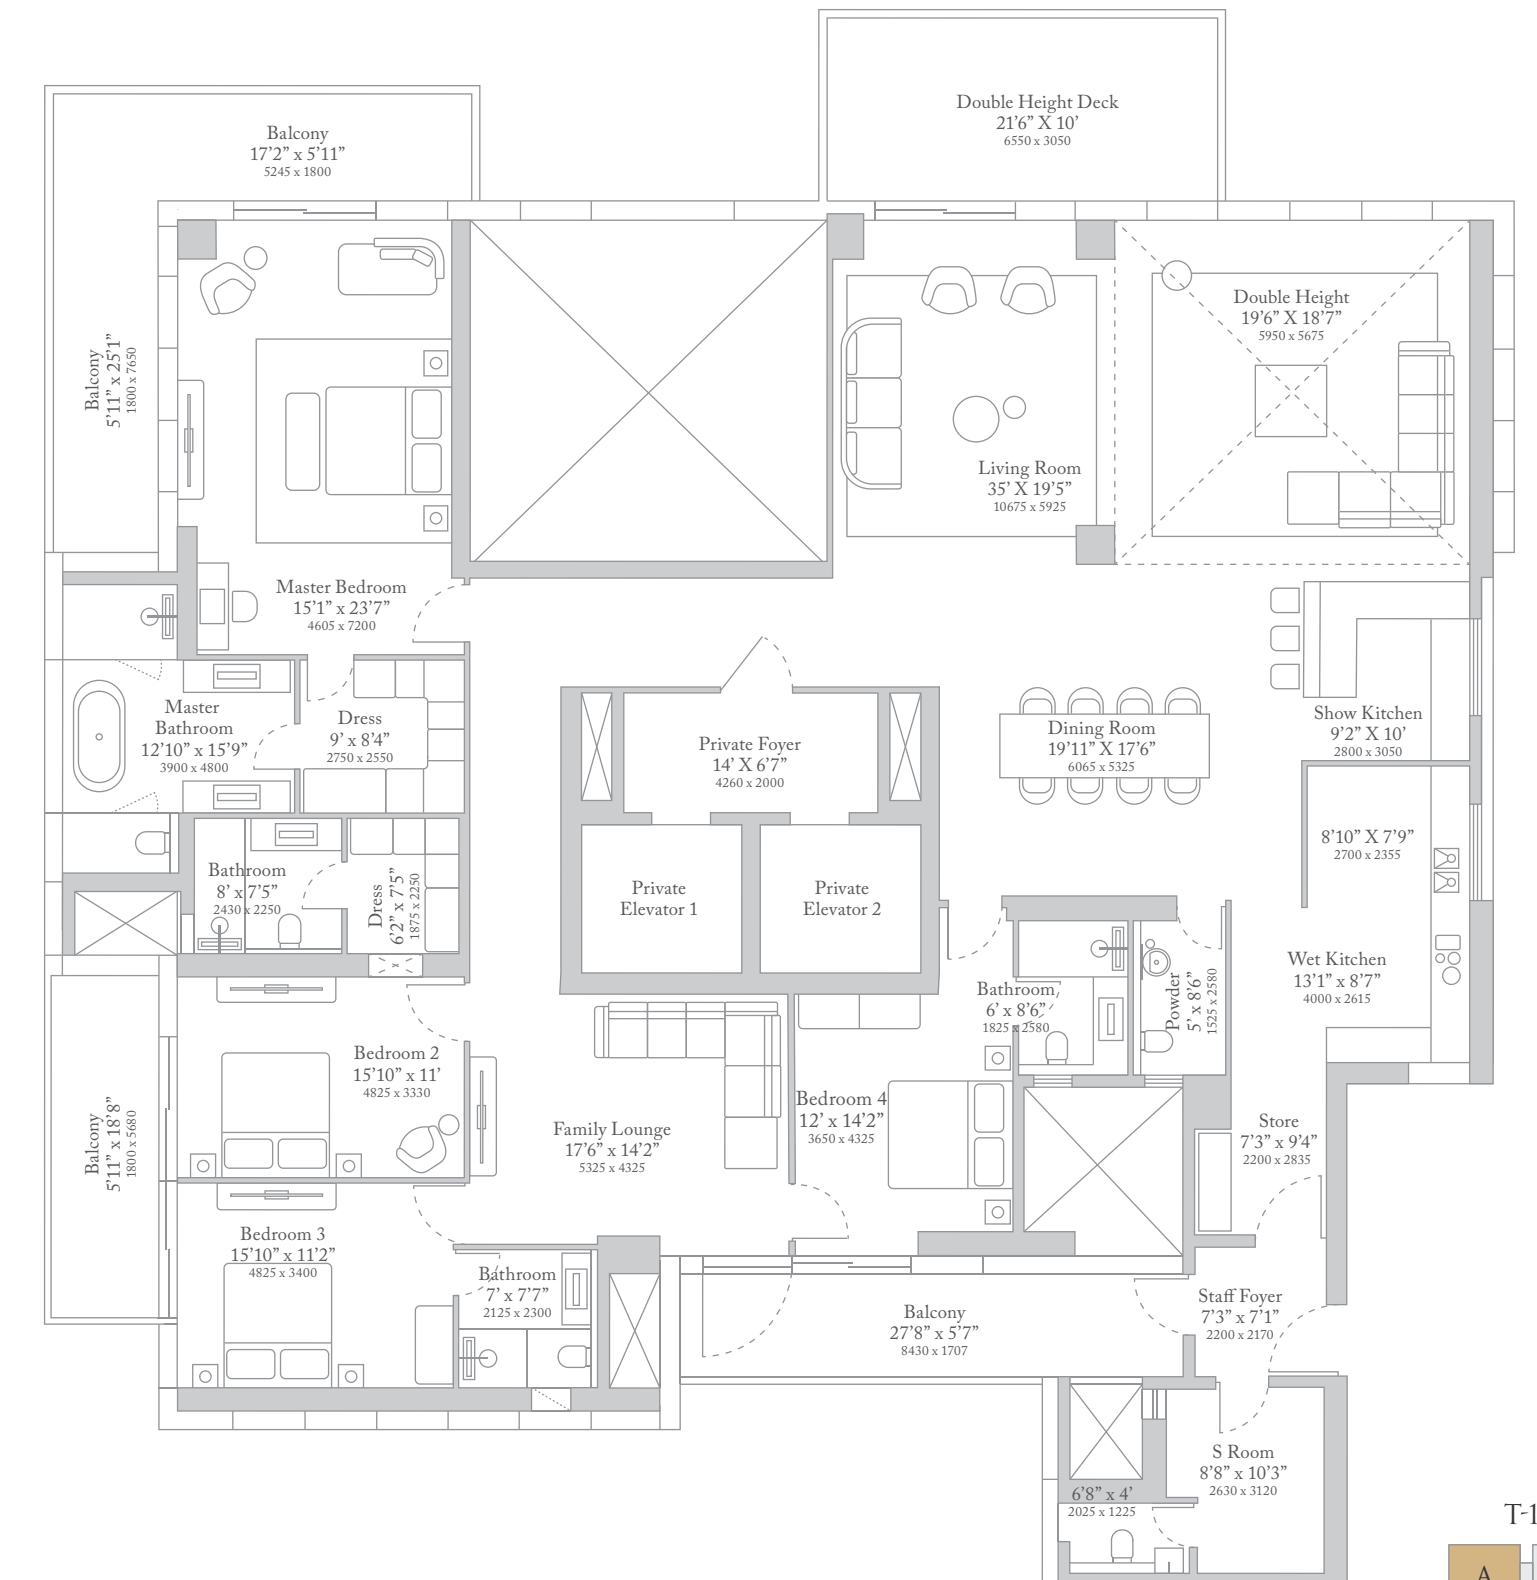 Double Height Deck
21’6” X 10’
6550 x 3050
Balcony
17’2” x 5’11”
5245 x 1800
Balcony
5’11” x 25’1”
1800 x 7650
Double Height
19’6” X 18’7”
5950 x 5675
Living Room
35’ X 19’5”
10675 x 5925
Master Bedroom
15’1” x 23’7”
4605 x 7200
Master
Bathroom
12’10” x 15’9”
3900 x 4800
Dress
9’ x 8’4”
2750 x 2550
Private Foyer
14’ X 6’7”
4260 x 2000
Dining Room
19’11” X 17’6”
6065 x 5325
Show Kitchen
9’2” X 10’
2800 x 3050
8’10” X 7’9”
2700 x 2355
Bathroom
8’ x 7’5”
2430 x 2250
Dress
6’2” x 7’5”
1875 x 2250
Private
Elevator 1
Private
Elevator 2
Wet Kitchen
13’1” x 8’7”
4000 x 2615
Bathroom
6’ x 8’6”
1825 x 2580
Powder
5’ x 8’6”
1525 x 2580
Bedroom 2
15’10” x 11’
4825 x 3330
Balcony
5’11” x 18’8”
1800 x 5680
Family Lounge
17’6” x 14’2”
5325 x 4325
Bedroom 4
12’ x 14’2”
3650 x 4325
Store
7’3” x 9’4”
2200 x 2835
Bedroom 3
15’10” x 11’2”
4825 x 3400
Bathroom
7’ x 7’7”
2125 x 2300
Balcony
27’8” x 5’7”
8430 x 1707
Staff Foyer
7’3” x 7’1”
2200 x 2170
S Room
8’8” x 10’3”
2630 x 3120
6’8” x 4’
2025 x 1225
T-1
A